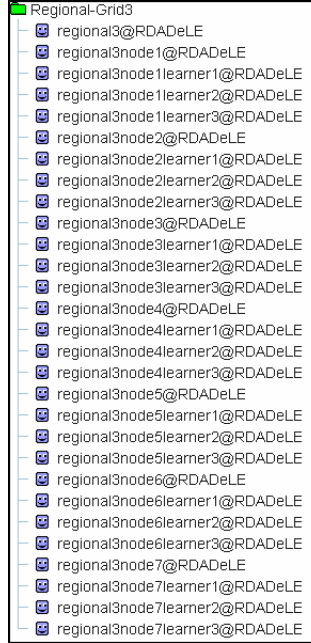 Regional-Grid3
regional3@RDADeLE
regional3node1@RDADeLE
regional3node1learner1@RDADeLE
regional3node1learner2@RDADeLE
regional3node1learner3@RDADeLE
regional3node2@RDADeLE
regional3node2learner1@RDADeLE
regional3node2learner2@RDADeLE
regional3node2learner3@RDADeLE
regional3node3@RDADeLE
regional3node3learner1@RDADeLE
regional3node3learner2@RDADeLE
regional3node3learner3@RDADeLE
regional3node4@RDADeLE
regional3node4learner1@RDADeLE
regional3node4learner2@RDADeLE
regional3node4learner3@RDADeLE
regional3node5@RDADeLE
regional3node5learner1@RDADeLE
regional3node5learner2@RDADeLE
regional3node5learner3@RDADeLE
regional3node6@RDADeLE
regional3node6learner1@RDADeLE
regional3node6learner2@RDADeLE
regional3node6learner3@RDADeLE
regional3node7@RDADeLE
regional3node7learner1@RDADeLE
regional3node7learner2@RDADeLE
regional3node7learner3@RDADeLE